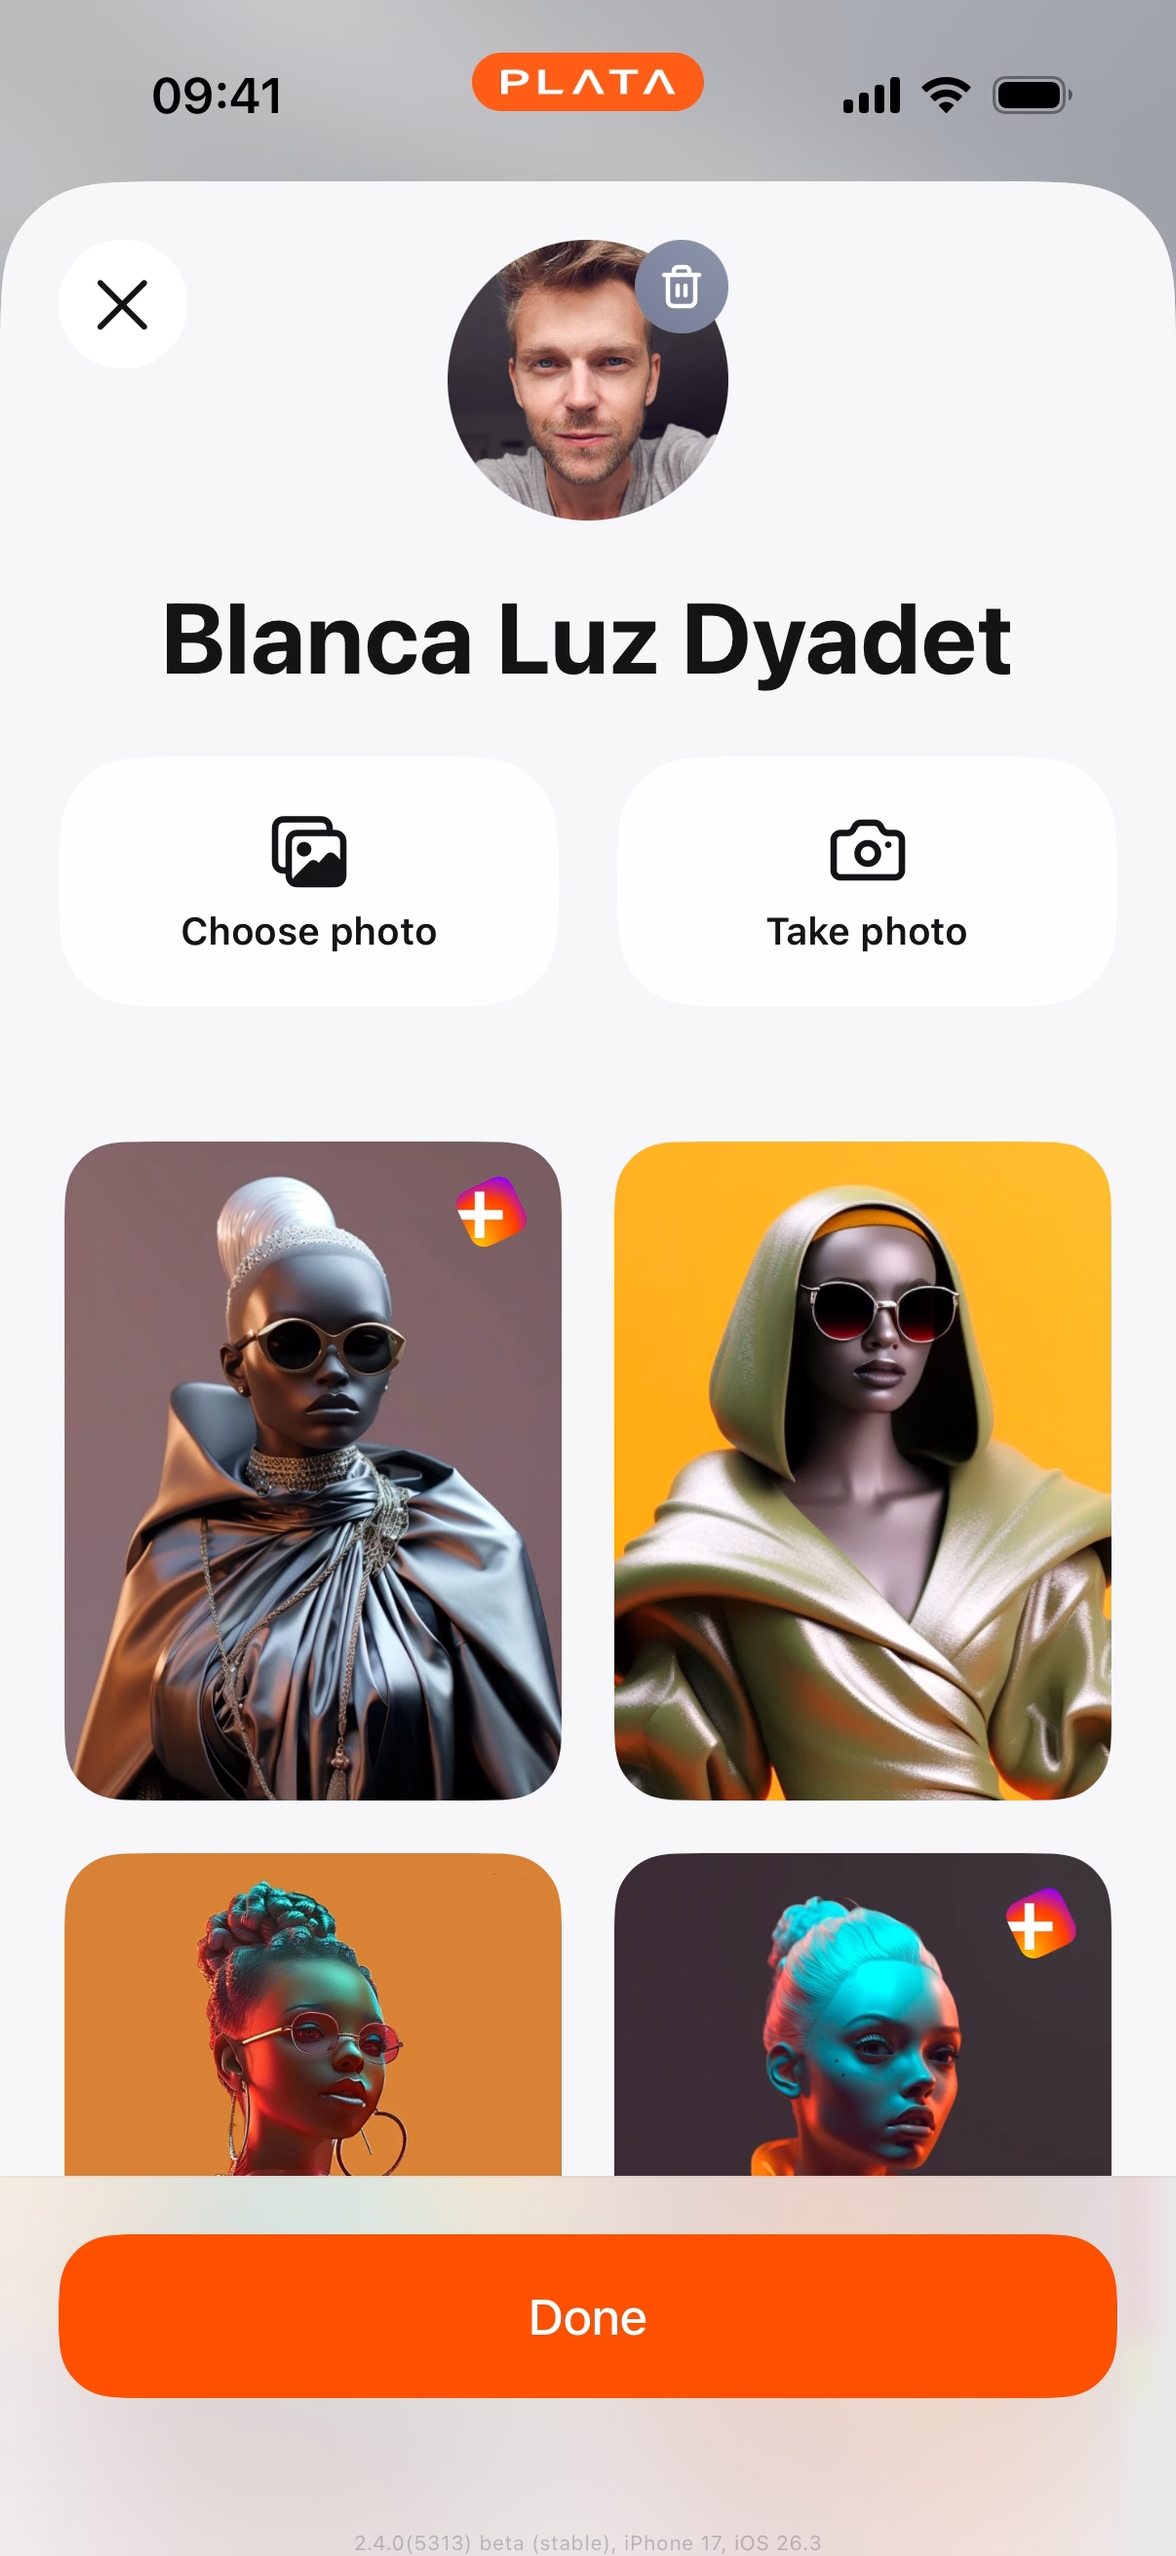 09:41
PLATA
Blanca Luz Dyadet
Choose photo
Take photo
Done
2.4.0(5313) beta (stable), iPhone 17, iOS 26.3